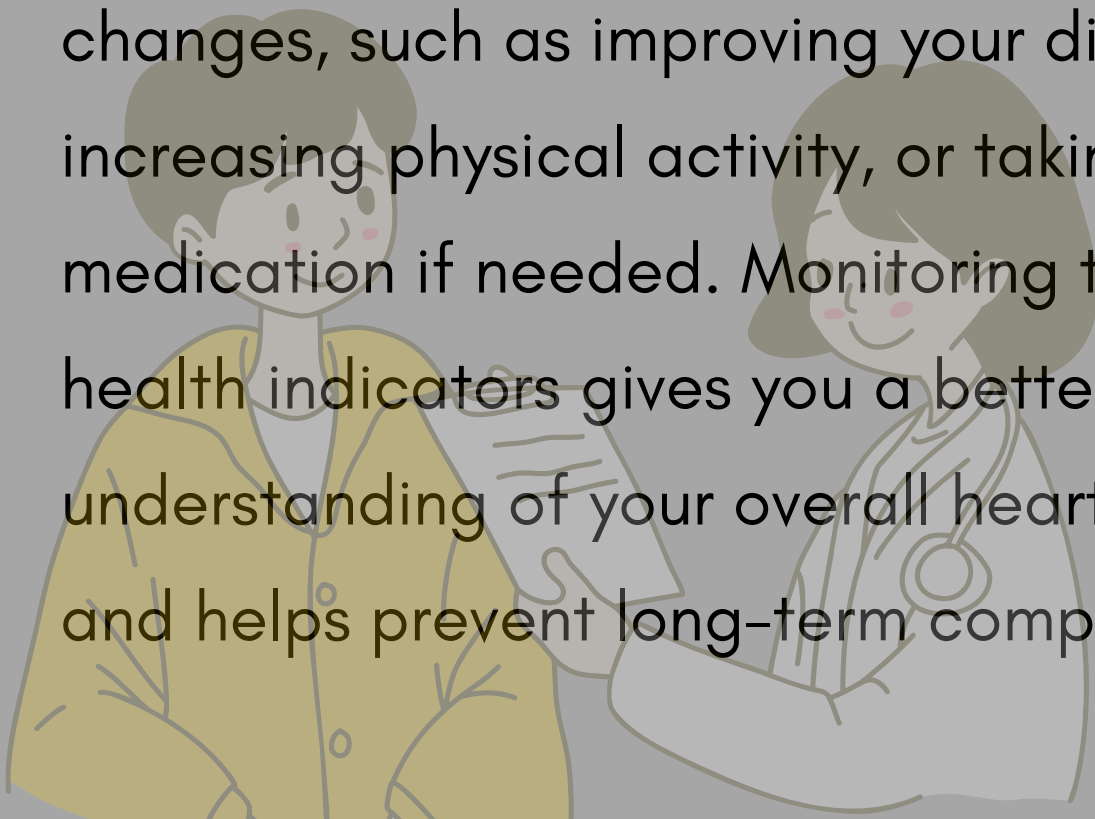 changes, such as improving your di
increasing physical activity, or takin
medication if needed. Monitoring t
health indicators gives you a bette
understanding of your overall heart
and helps prevent long-term comp